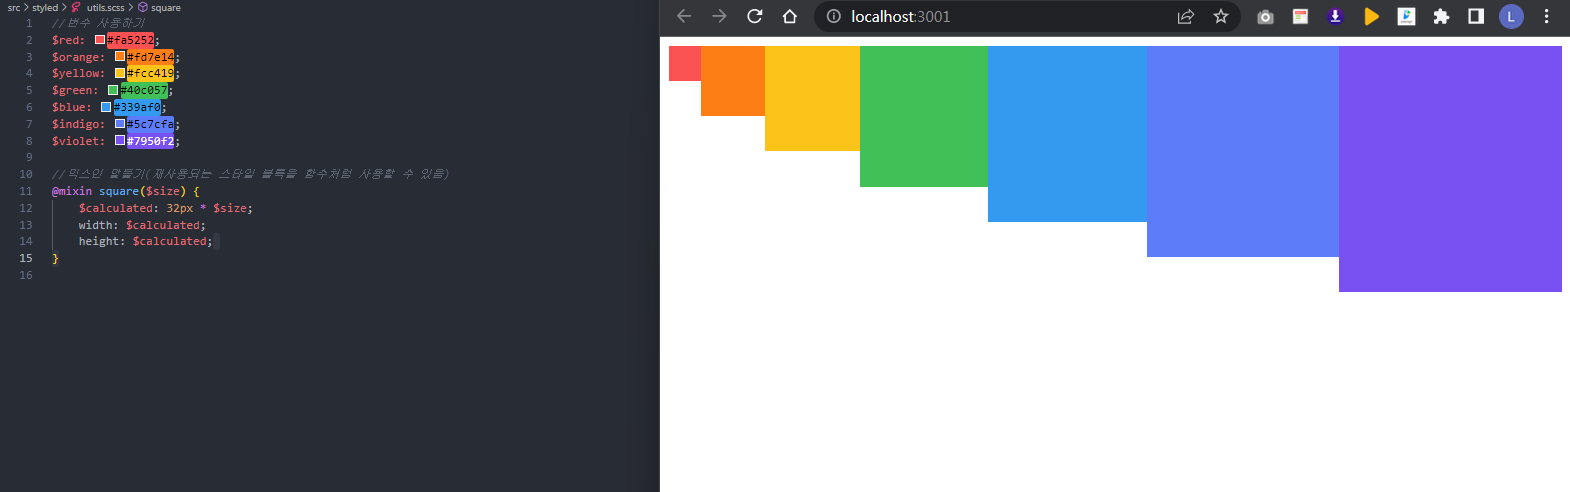 src > styled > utils.scss > square
1 //변수 사용하기
2 $red: #fa5252;
3 $orange: #fd7e14;
4 $yellow: #fcc419;
5 $green: #40c057;
6 $blue: #339af0;
7 $indigo: #5c7cfa;
8 $violet: #7950f2;
9
10 //믹스인 만들기(재사용되는 스타일 블록을 함수처럼 사용할 수 있음)
11 @mixin square($size) {
12 $calculated: 32px * $size;
13 width: $calculated;
14 height: $calculated;
15 }
16
localhost:3001
L